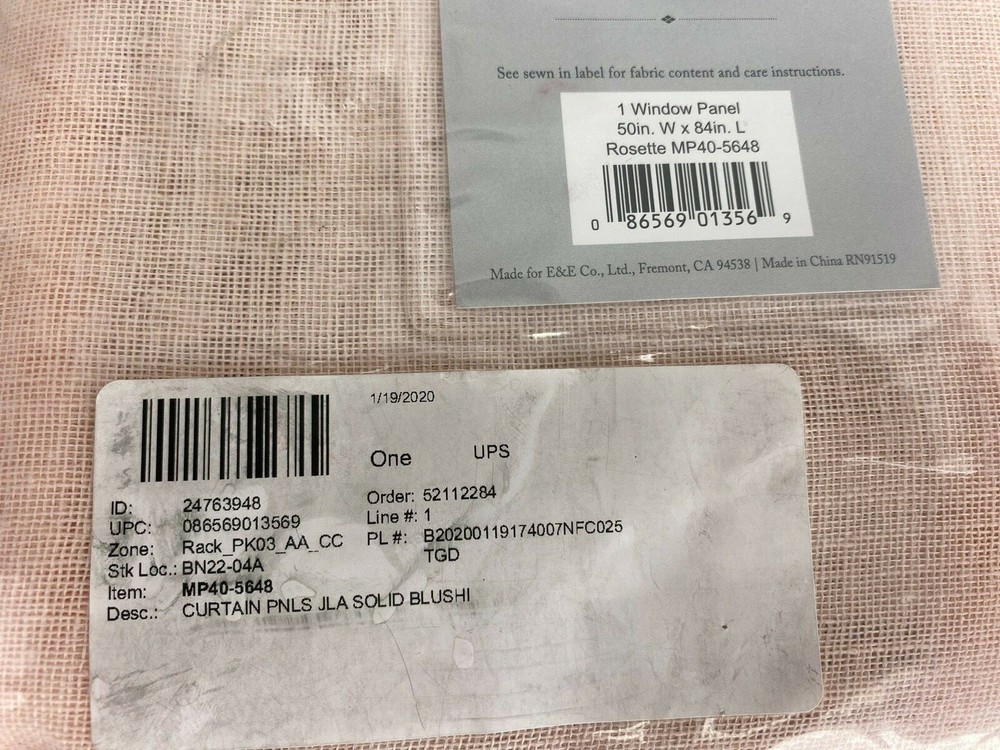 See sewn in label for fabric content and care instructions.
1 Window Panel
50in. W x 84in. L
Rosette MP40-5648
0 86569 01356 9
Made for E&E Co., Ltd., Fremont, CA 94538 | Made in China RN91519
1/19/2020
One UPS
ID: 24763948
UPC: 086569013569
Zone: Rack_PK03_AA_CC
Stk Loc.: BN22-04A
Item: MP40-5648
Desc.: CURTAIN PNLS JLA SOLID BLUSHI
Order: 52112284
Line #: 1
PL #: B20200119174007NFC025
TGD